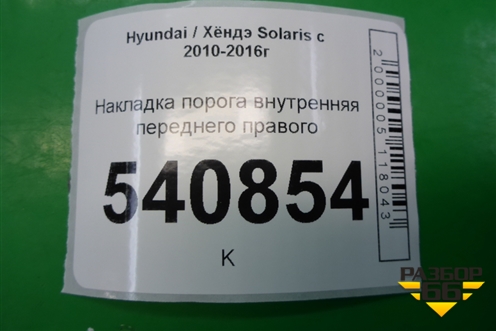 Hyundai / Хёндэ Solaris с
2010-2016г
Накладка порога внутренняя
переднего правого
540854
К
2000005118043
РАЗБОР
66